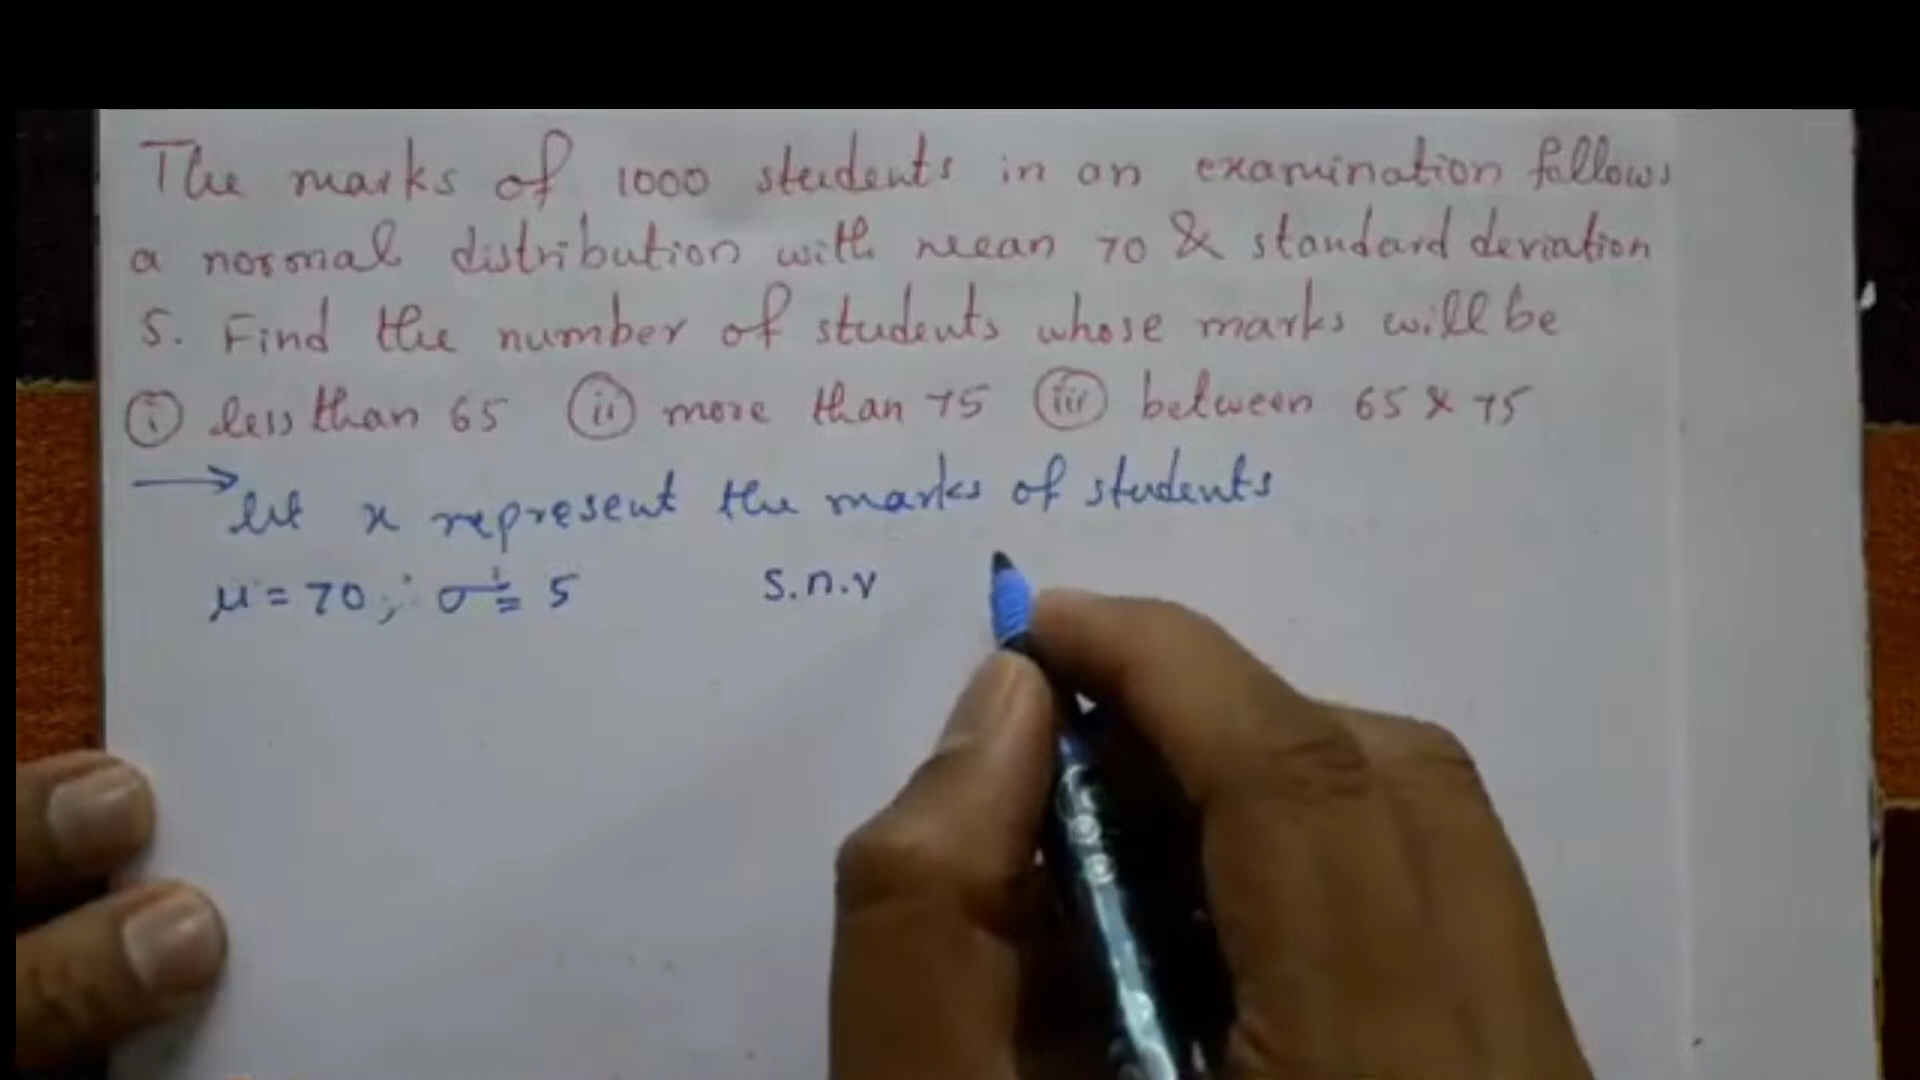 The marks of 1000 students in an examination follows
a normal distribution with mean 70 & standard deviation
5. Find the number of students whose marks will be
(i) less than 65 (ii) more than 75 (iii) between 65 & 75
→ let x represent the marks of students
μ = 70 ; σ = 5 s.n.v